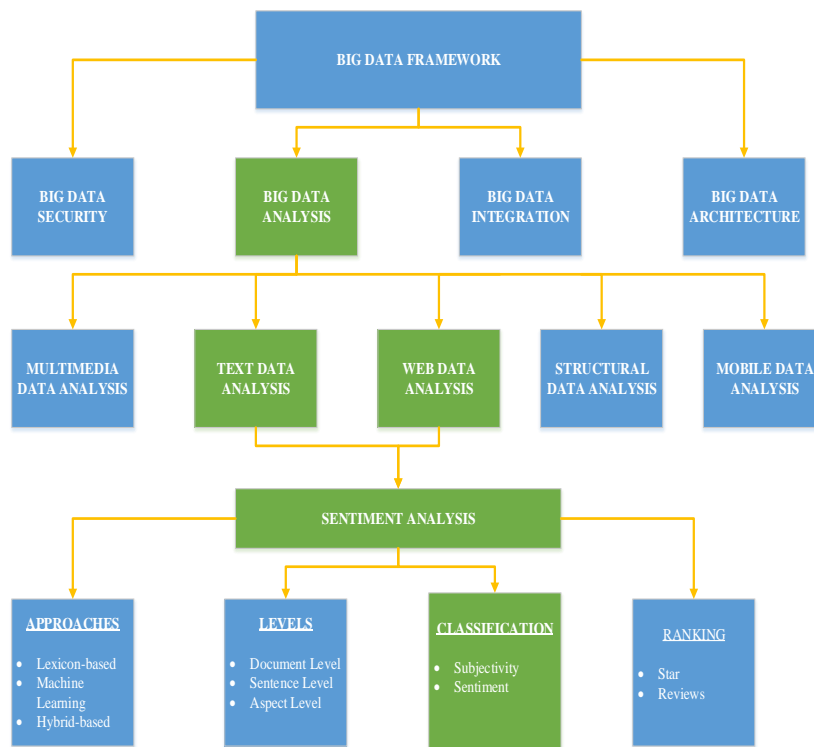 BIG DATA FRAMEWORK
BIG DATA
SECURITY
BIG DATA
ANALYSIS
BIG DATA
INTEGRATION
BIG DATA
ARCHITECTURE
MULTIMEDIA
DATA ANALYSIS
TEXT DATA
ANALYSIS
WEB DATA
ANALYSIS
STRUCTURAL
DATA ANALYSIS
MOBILE DATA
ANALYSIS
SENTIMENT ANALYSIS
APPROACHES
• Lexicon-based
• Machine
Learning
• Hybrid-based
LEVELS
• Document Level
• Sentence Level
• Aspect Level
CLASSIFICATION
• Subjectivity
• Sentiment
RANKING
• Star
• Reviews